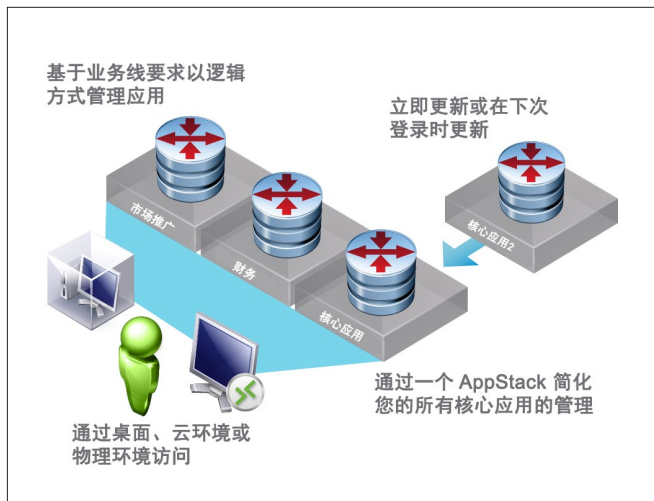 基于业务线要求以逻辑
方式管理应用
立即更新或在下次
登录时更新
市场推广
财务
核心应用
核心应用2
通过一个 AppStack 简化
您的所有核心应用的管理
通过桌面、云环境或
物理环境访问